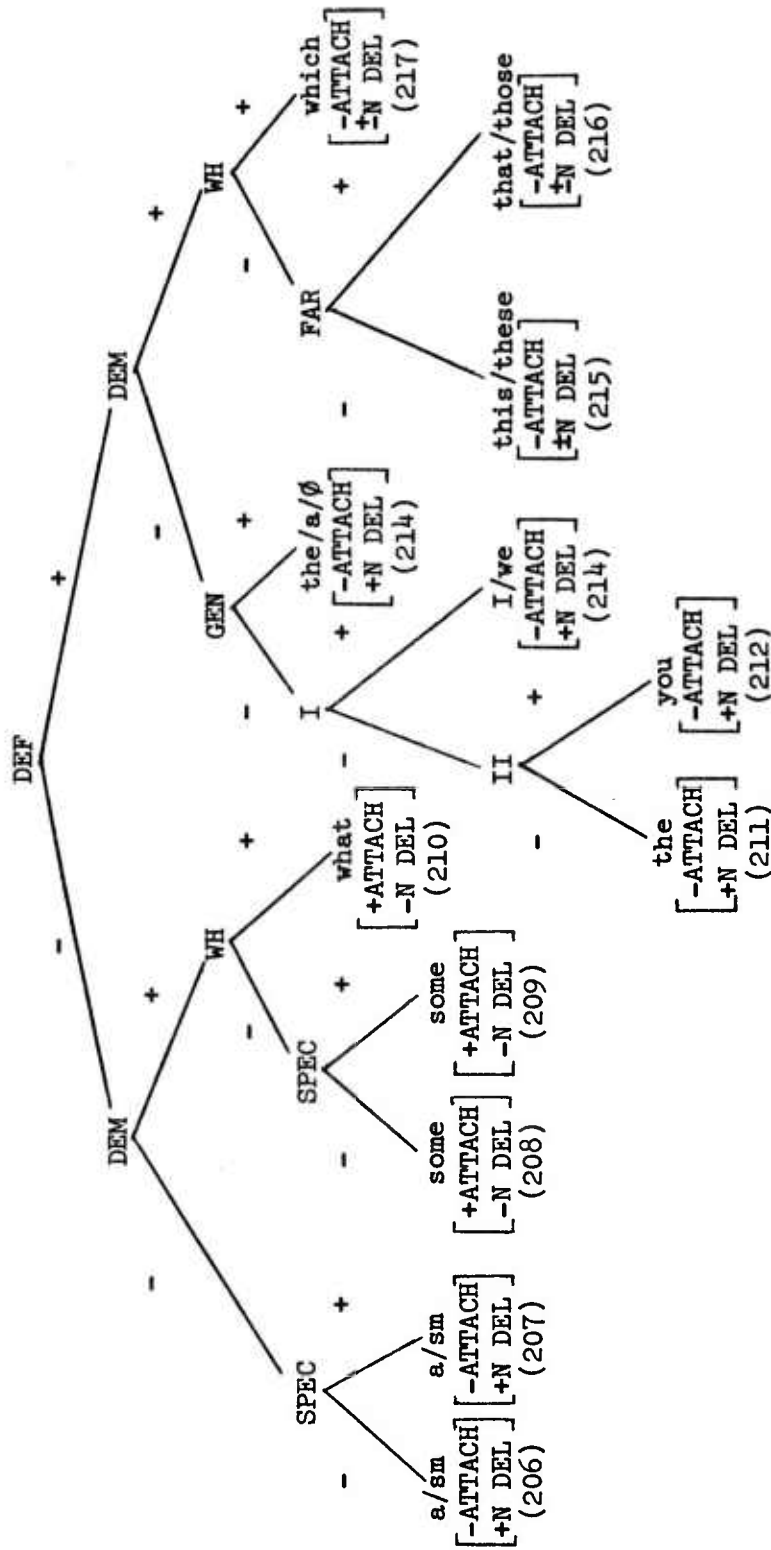 DEF
- +
DEM DEM
- + - +
SPEC WH GEN WH
- + - + - +
- + SPEC what FAR which
[+ATTACH -N DEL] the/a/Ø [-ATTACH ±N DEL]
(210) [-ATTACH +N DEL] (217)
(214)
I
- + - + - +
a/sm a/sm some some I/we this/these that/those
[-ATTACH [-ATTACH [+ATTACH [+ATTACH [-ATTACH [-ATTACH [-ATTACH
+N DEL] +N DEL] -N DEL] -N DEL] +N DEL] ±N DEL] ±N DEL]
(206) (207) (208) (209) (214) (215) (216)
II
- +
the you
[-ATTACH [-ATTACH
+N DEL] +N DEL]
(211) (212)